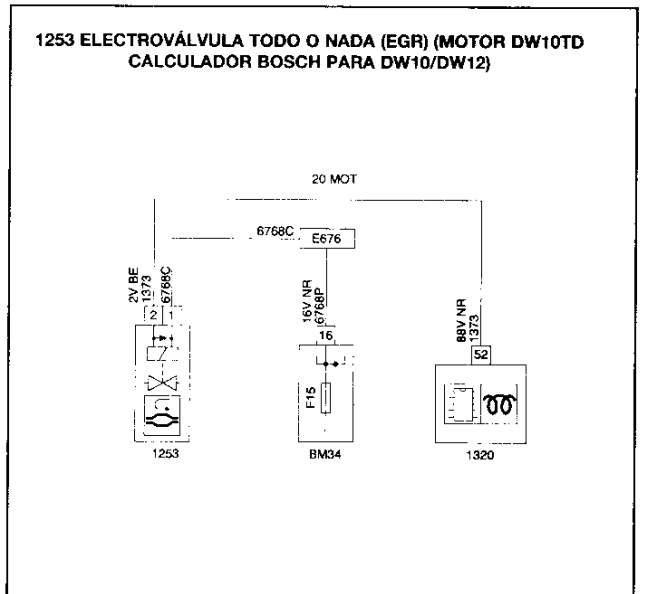 1253 ELECTROVÁLVULA TODO O NADA (EGR) (MOTOR DW10TD
CALCULADOR BOSCH PARA DW10/DW12)
20 MOT
6768C
E676
2V BE
1373
6768C
16V NR
6768P
88V NR
1373
2 1
16
52
F15
1253
BM34
1320